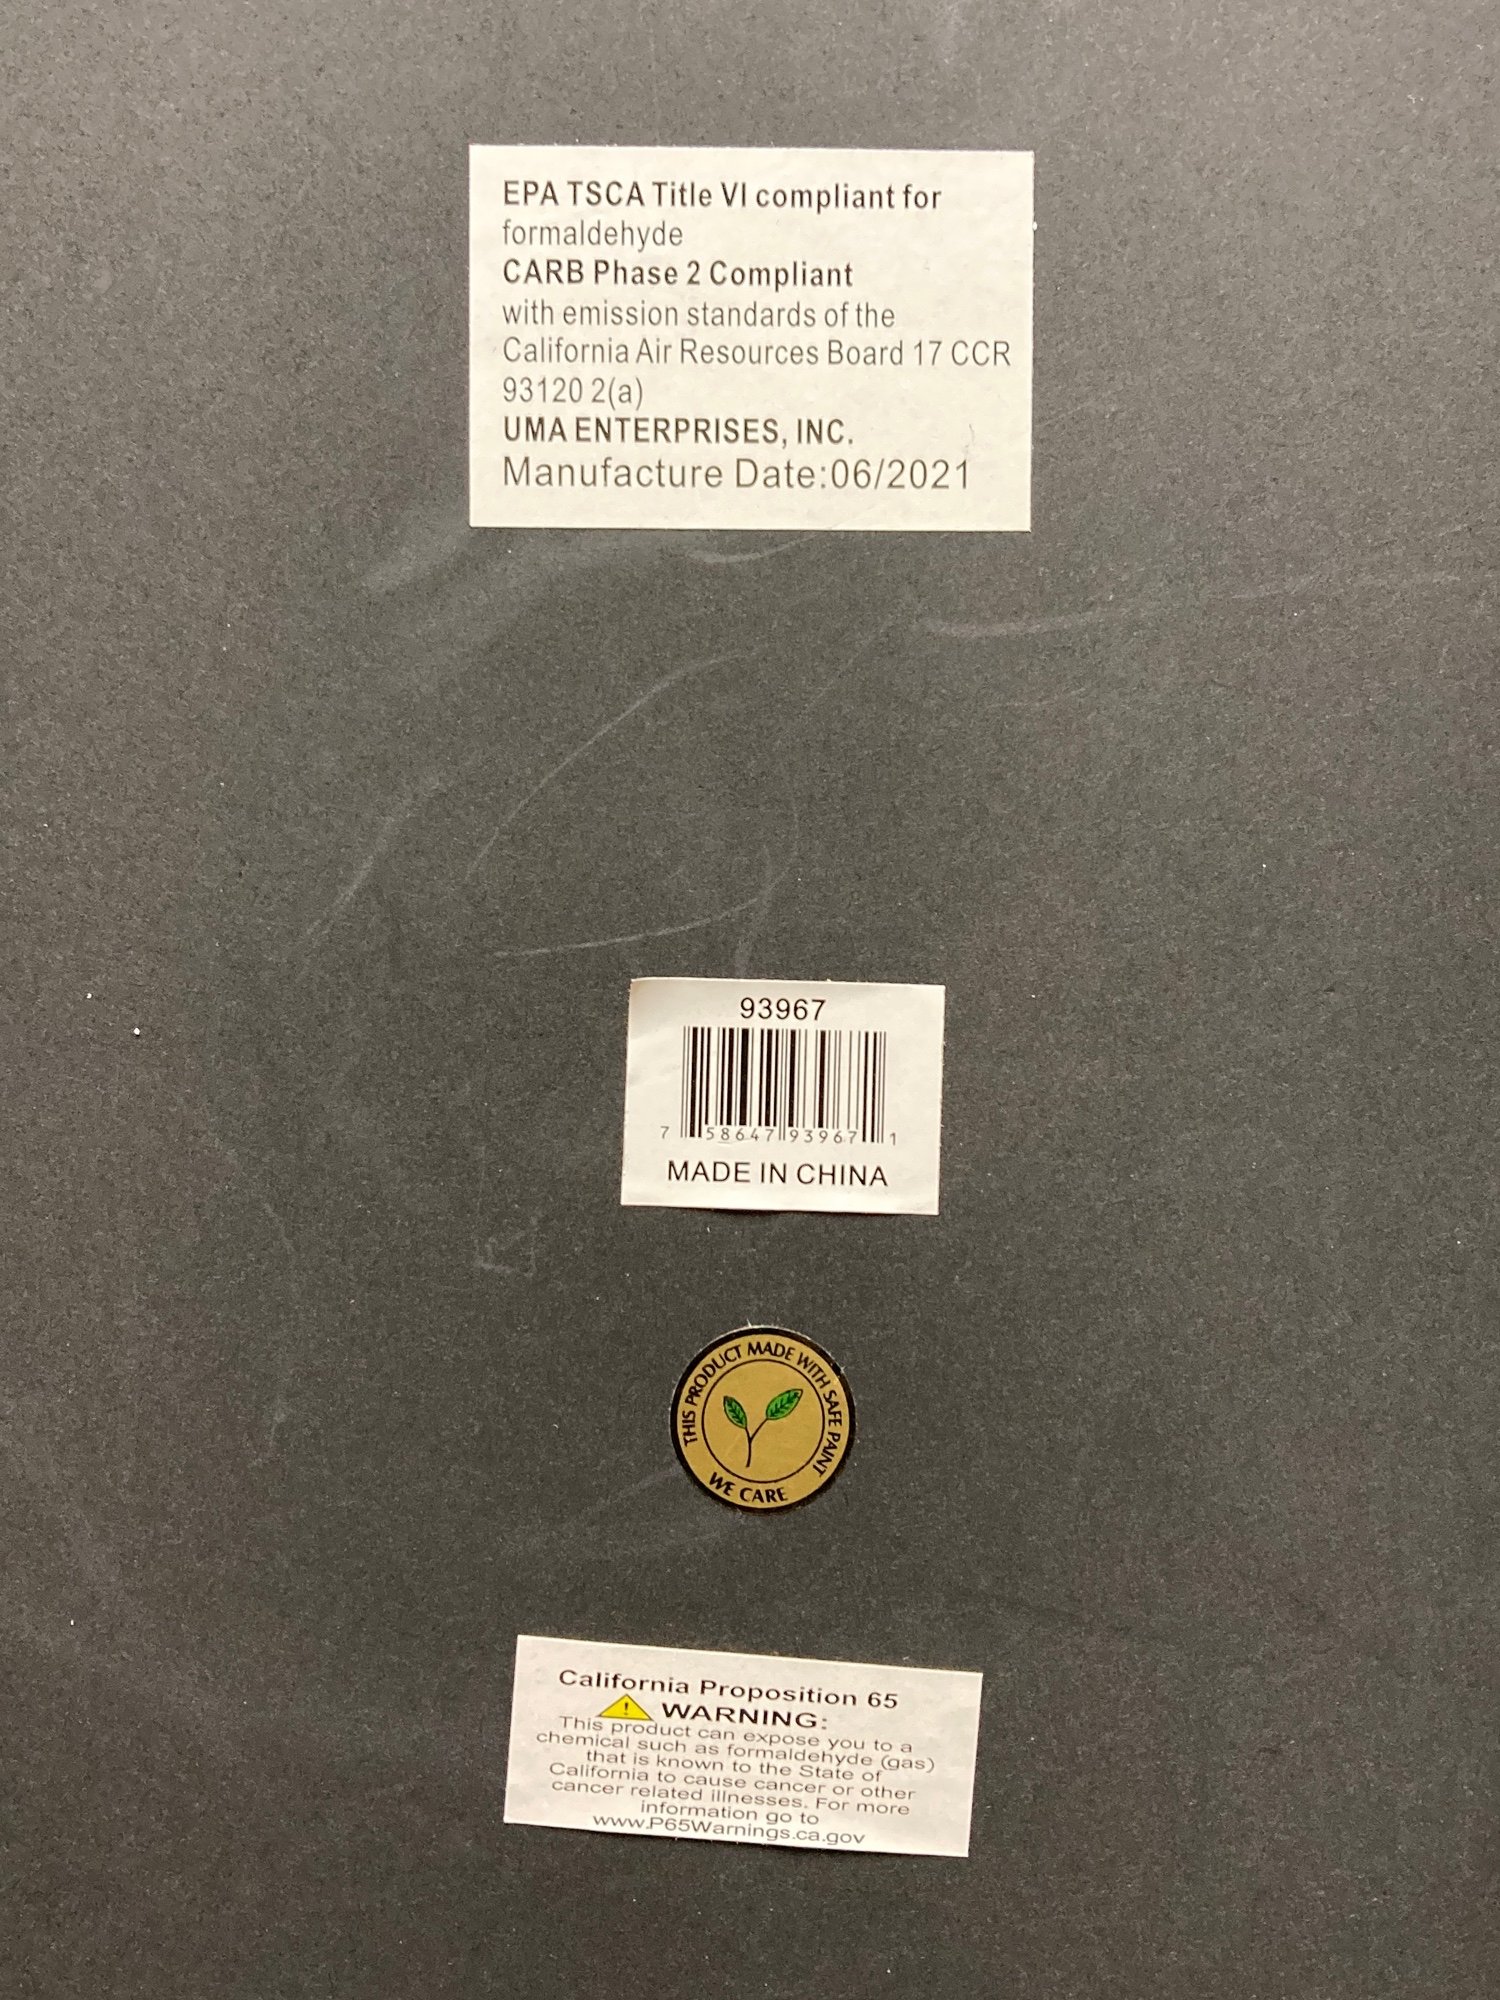 EPA TSCA Title VI compliant for
formaldehyde
CARB Phase 2 Compliant
with emission standards of the
California Air Resources Board 17 CCR
93120 2(a)
UMA ENTERPRISES, INC.
Manufacture Date:06/2021
93967
7 58647 93967 1
MADE IN CHINA
THIS PRODUCT MADE WITH SAFE PAINT
WE CARE
California Proposition 65
WARNING:
This product can expose you to a
chemical such as formaldehyde (gas)
that is known to the State of
California to cause cancer or other
cancer related illnesses. For more
information go to
www.P65Warnings.ca.gov